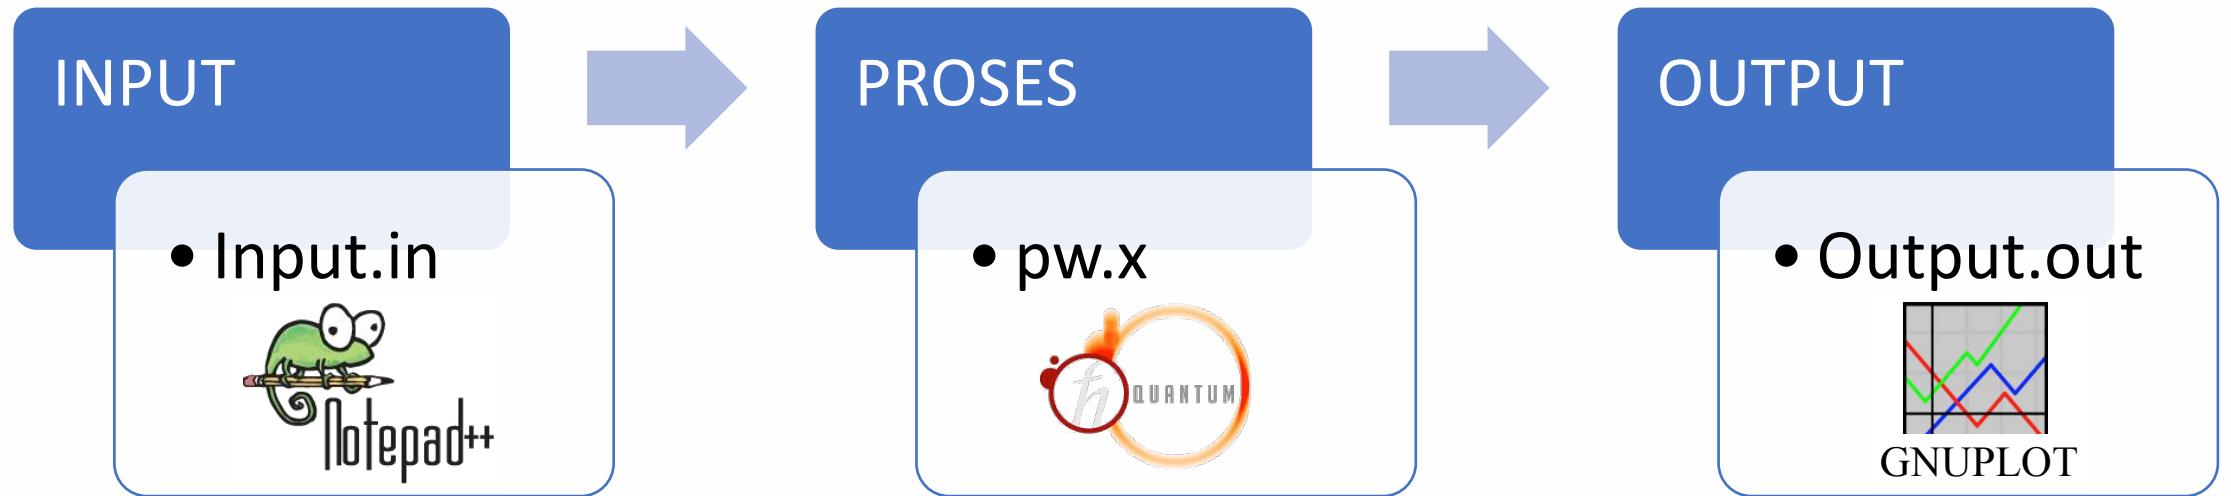 INPUT
• Input.in
Notepad++
PROSES
• pw.x
ħ QUANTUM
OUTPUT
• Output.out
GNUPLOT